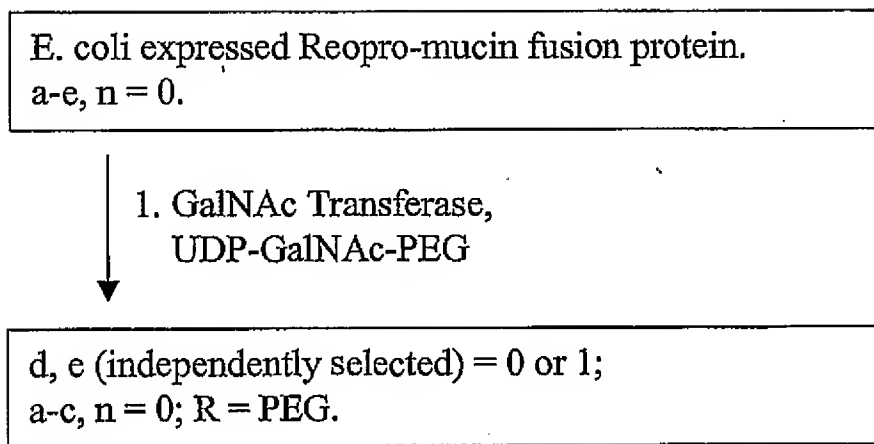 E. coli expressed Reopro-mucin fusion protein.
a-e, n = 0.
1. GalNAc Transferase,
UDP-GalNAc-PEG
d, e (independently selected) = 0 or 1;
a-c, n = 0; R = PEG.